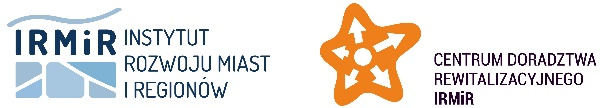 IRMiR INSTYTUT
ROZWOJU MIAST
I REGIONÓW
CENTRUM DORADZTWA
REWITALIZACYJNEGO
IRMiR